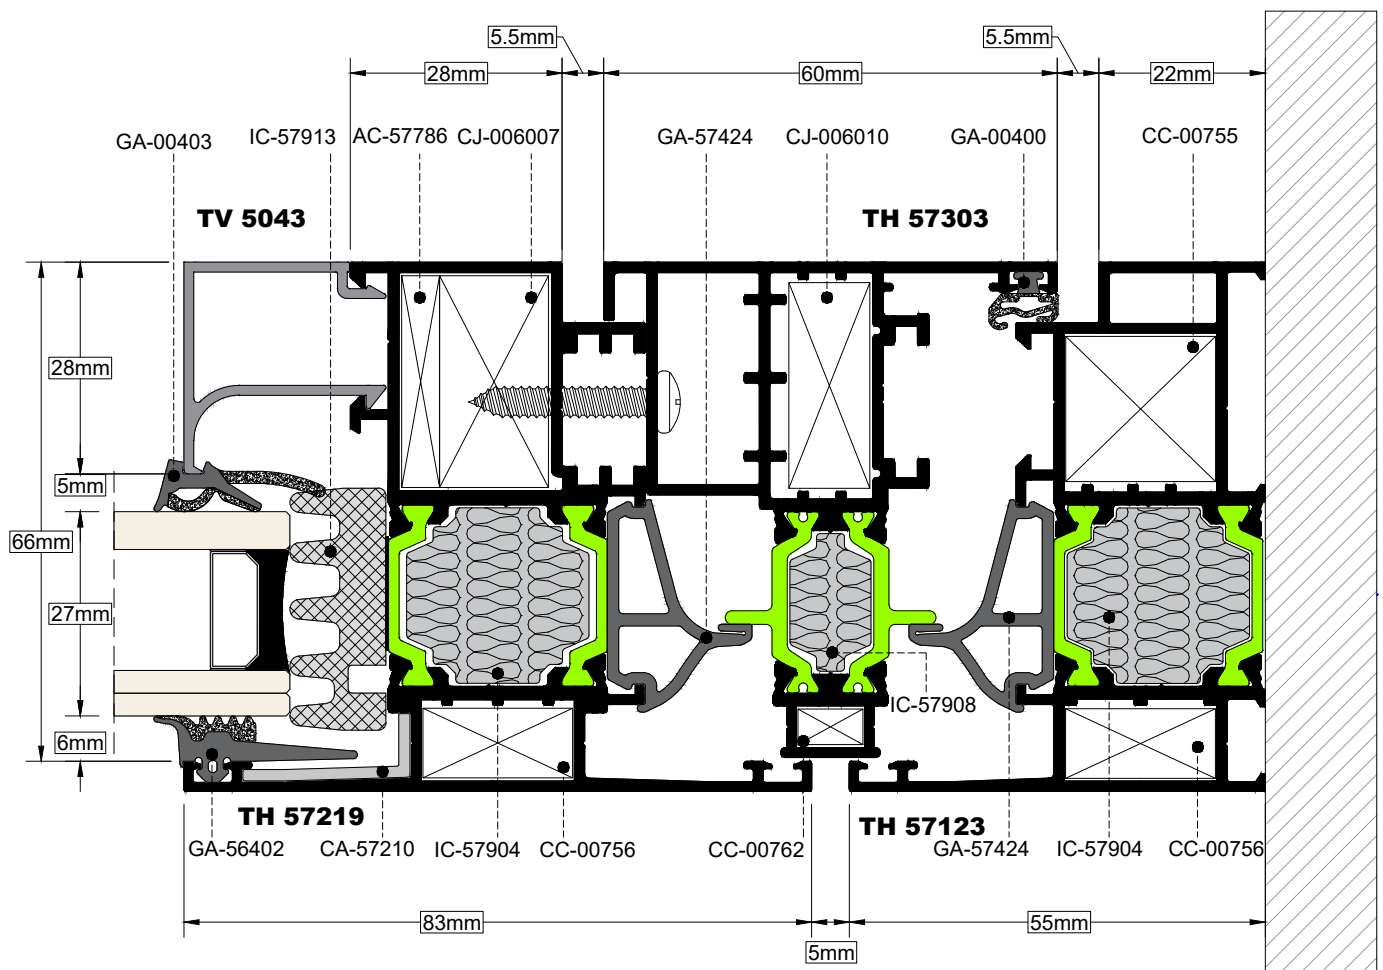 5.5mm 5.5mm
28mm 60mm 22mm
GA-00403 IC-57913 AC-57786 CJ-006007 GA-57424 CJ-006010 GA-00400 CC-00755
TV 5043 TH 57303
28mm
5mm
66mm
27mm
IC-57908
6mm
TH 57219 TH 57123
GA-56402 CA-57210 IC-57904 CC-00756 CC-00762 GA-57424 IC-57904 CC-00756
83mm 55mm
5mm